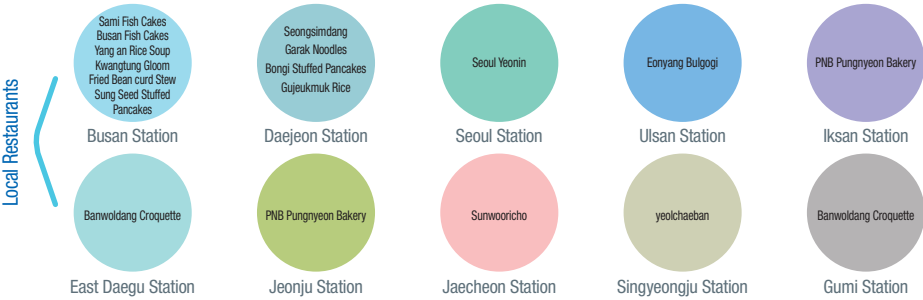 Local Restaurants
Sami Fish Cakes
Busan Fish Cakes
Yang an Rice Soup
Kwangtung Gloom
Fried Bean curd Stew
Sung Seed Stuffed
Pancakes
Busan Station
Seongsimdang
Garak Noodles
Bongi Stuffed Pancakes
Gujeukmuk Rice
Daejeon Station
Seoul Yeonin
Seoul Station
Eonyang Bulgogi
Ulsan Station
PNB Pungnyeon Bakery
Iksan Station
Banwoldang Croquette
East Daegu Station
PNB Pungnyeon Bakery
Jeonju Station
Sunwooricho
Jaecheon Station
yeolchaeban
Singyeongju Station
Banwoldang Croquette
Gumi Station